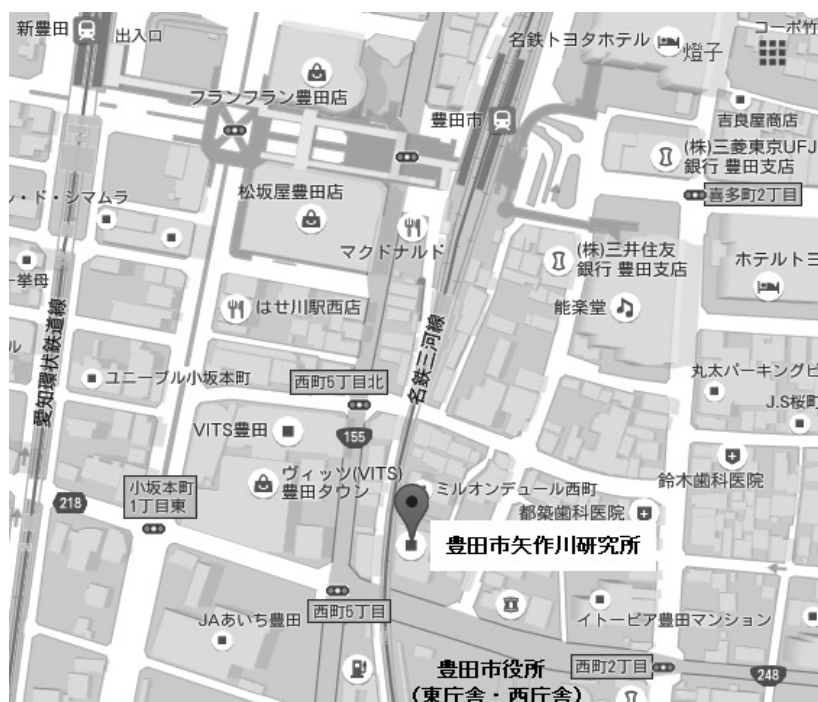 新豊田
出入口
名鉄トヨタホテル
燈子
コーポ竹
フランフラン豊田店
豊田市
吉良屋商店
(株)三菱東京UFJ
銀行 豊田支店
松坂屋豊田店
喜多町2丁目
ル・ド・シマムラ
マクドナルド
(株)三井住友
銀行 豊田支店
ホテルトヨ
一挙母
はせ川駅西店
能楽堂
愛知環状鉄道線
名鉄三河線
ル
ユニーブル小坂本町
西町5丁目北
丸太パーキングビ
J.S桜町
VITS豊田
155
ヴィッツ(VITS)
豊田タウン
ミルオンデュール西町
鈴木歯科医院
218
小坂本町
1丁目東
都築歯科医院
豊田市矢作川研究所
西町5丁目
JAあいち豊田
イトーピア豊田マンション
豊田市役所
(東庁舎・西庁舎)
西町2丁目
248